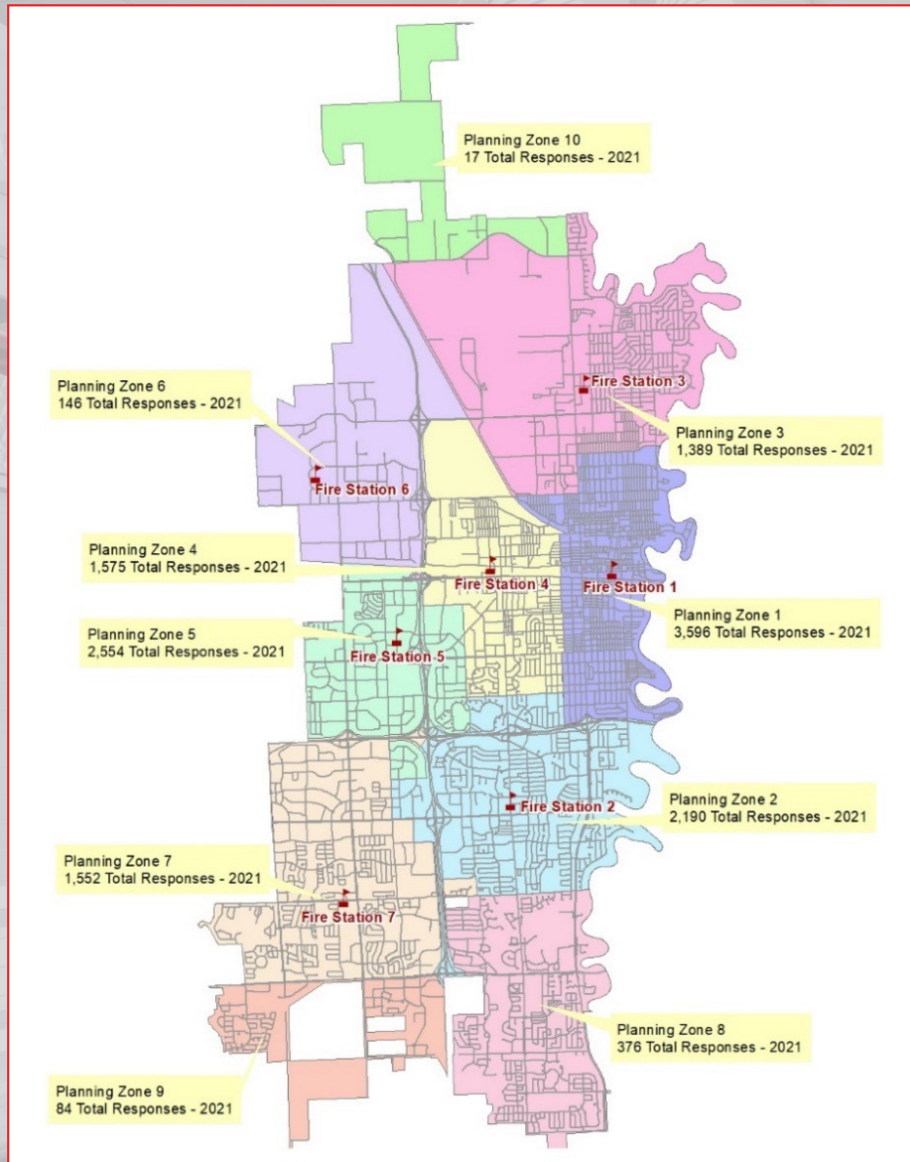 Planning Zone 10
17 Total Responses - 2021
Fire Station 3
Planning Zone 6
146 Total Responses - 2021
Planning Zone 3
1,389 Total Responses - 2021
Fire Station 6
Planning Zone 4
1,575 Total Responses - 2021
Fire Station 4
Fire Station 1
Planning Zone 1
3,596 Total Responses - 2021
Planning Zone 5
2,554 Total Responses - 2021
Fire Station 5
Planning Zone 2
2,190 Total Responses - 2021
Fire Station 2
Planning Zone 7
1,552 Total Responses - 2021
Fire Station 7
Planning Zone 8
376 Total Responses - 2021
Planning Zone 9
84 Total Responses - 2021